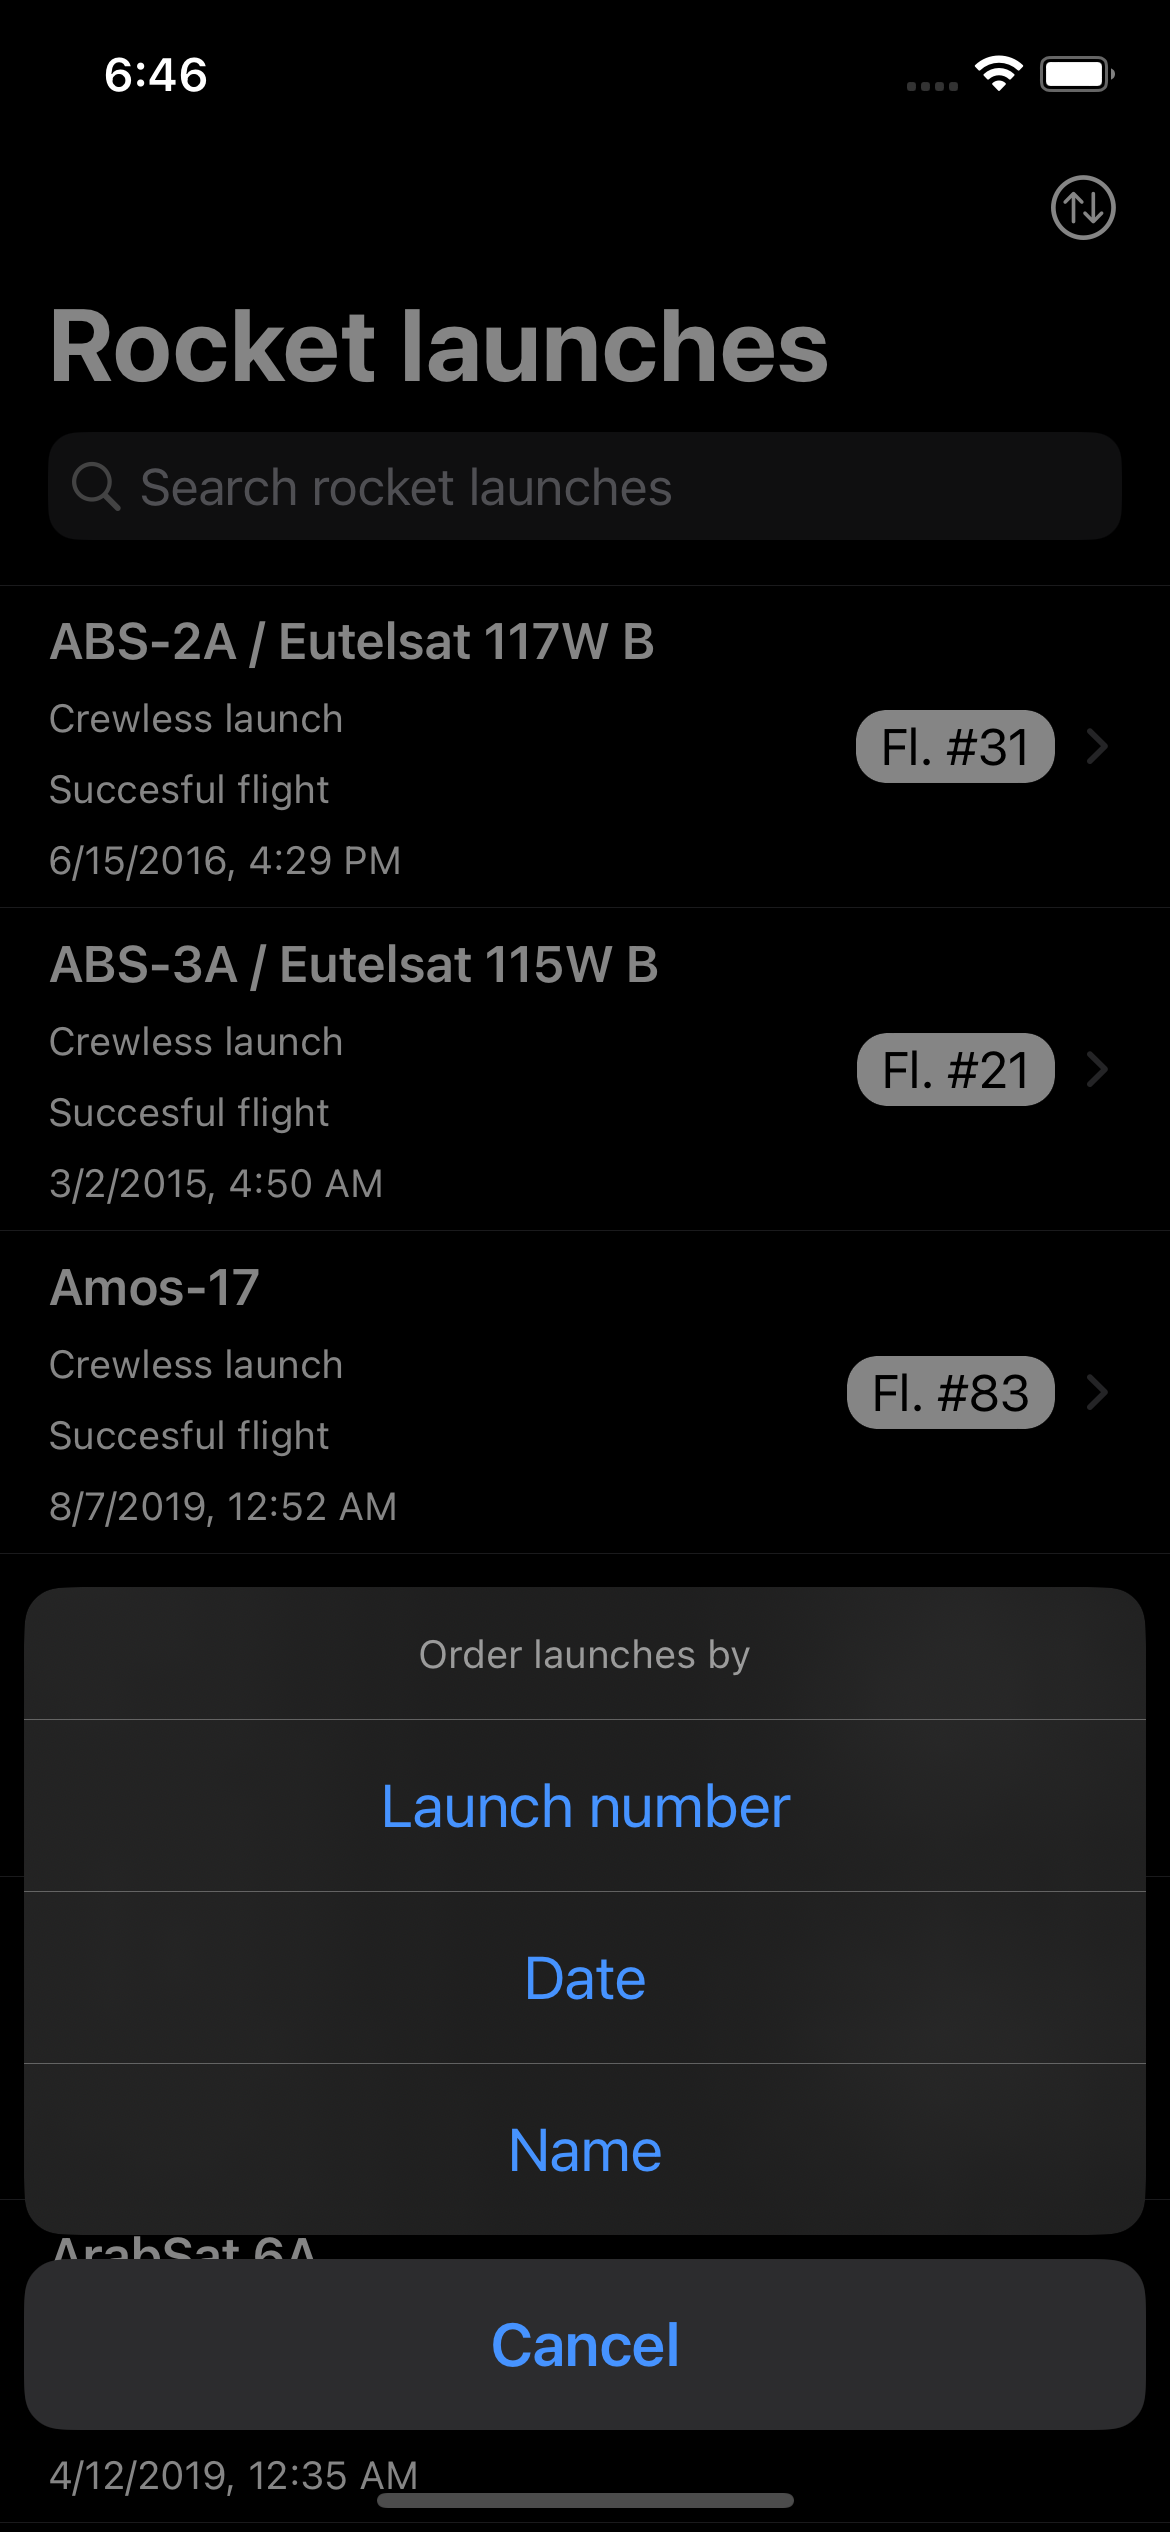 6:46
Rocket launches
Search rocket launches
ABS-2A / Eutelsat 117W B
Crewless launch
Succesful flight
6/15/2016, 4:29 PM
Fl. #31
ABS-3A / Eutelsat 115W B
Crewless launch
Succesful flight
3/2/2015, 4:50 AM
Fl. #21
Amos-17
Crewless launch
Succesful flight
8/7/2019, 12:52 AM
Fl. #83
Order launches by
Launch number
Date
Name
ArabSat 6A
Cancel
4/12/2019, 12:35 AM